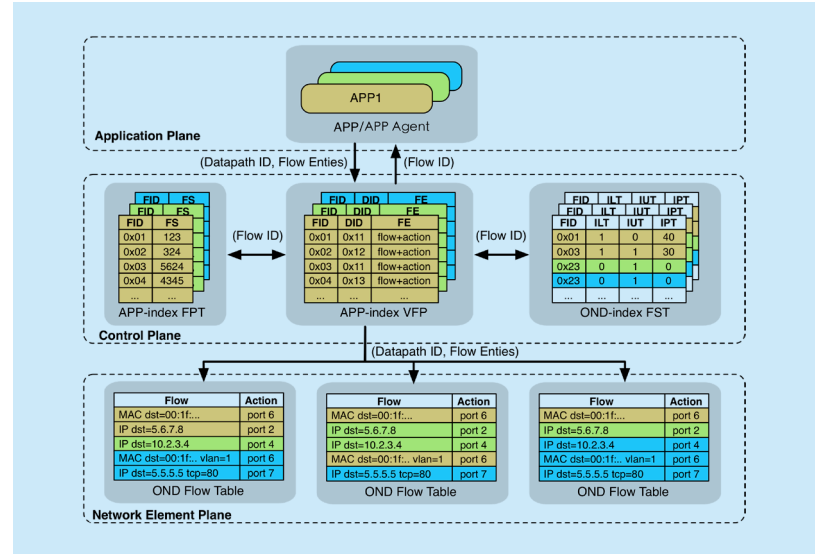 APP1
APP/APP Agent
Application Plane
(Datapath ID, Flow Enties)
(Flow ID)
FID FS
FID FS
FID FS
0x01 123
0x02 324
0x03 5624
0x04 4345
... ...
APP-index FPT
(Flow ID)
FID DID FE
FID DID FE
FID DID FE
0x01 0x11 flow+action
0x02 0x12 flow+action
0x03 0x11 flow+action
0x04 0x13 flow+action
... ... ...
APP-index VFP
(Flow ID)
FID ILT IUT IPT
FID ILT IUT IPT
FID ILT IUT IPT
0x01 1 0 40
0x03 1 1 30
0x23 0 1 0
0x23 0 1 0
... ... ... ...
OND-index FST
Control Plane
(Datapath ID, Flow Enties)
Flow Action
MAC dst=00:1f:... port 6
IP dst=5.6.7.8 port 2
IP dst=10.2.3.4 port 4
MAC dst=00:1f:.. vlan=1 port 6
IP dst=5.5.5.5 tcp=80 port 7
OND Flow Table
Flow Action
MAC dst=00:1f:... port 6
IP dst=5.6.7.8 port 2
IP dst=10.2.3.4 port 4
MAC dst=00:1f:.. vlan=1 port 6
IP dst=5.5.5.5 tcp=80 port 7
OND Flow Table
Flow Action
MAC dst=00:1f:... port 6
IP dst=5.6.7.8 port 2
IP dst=10.2.3.4 port 4
MAC dst=00:1f:.. vlan=1 port 6
IP dst=5.5.5.5 tcp=80 port 7
OND Flow Table
Network Element Plane